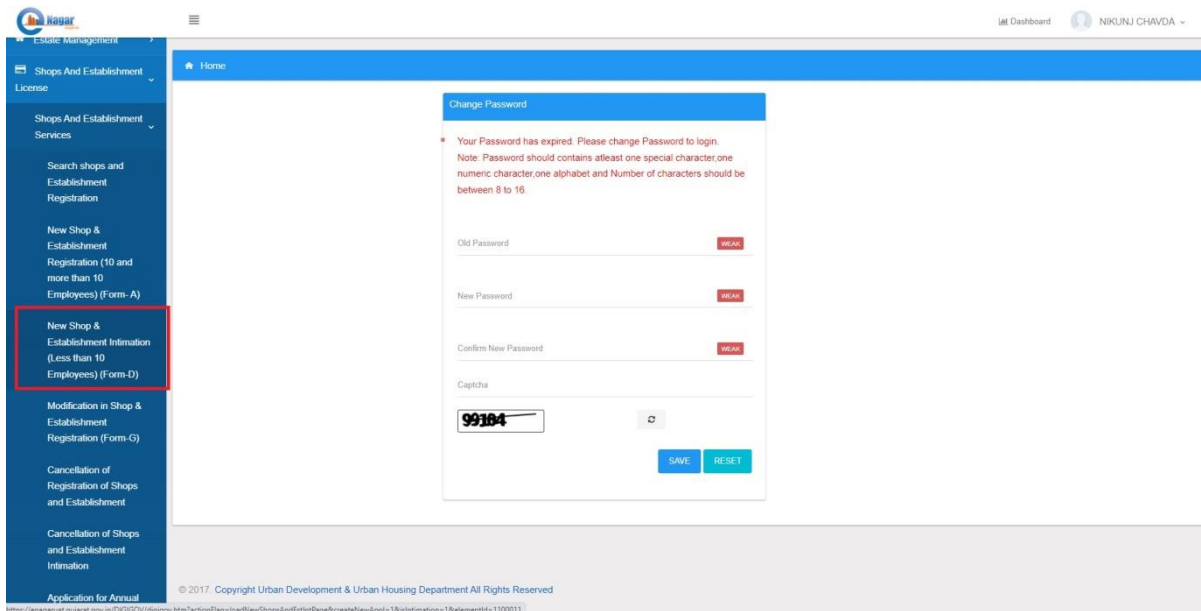 Nagar
Dashboard
NIKUNJ CHAVDA
Estate Management
Shops And Establishment
License
Shops And Establishment
Services
Search shops and
Establishment
Registration
New Shop &
Establishment
Registration (10 and
more than 10
Employees) (Form- A)
New Shop &
Establishment Intimation
(Less than 10
Employees) (Form-D)
Modification in Shop &
Establishment
Registration (Form-G)
Cancellation of
Registration of Shops
and Establishment
Cancellation of Shops
and Establishment
Intimation
Application for Annual
Home
Change Password
* Your Password has expired. Please change Password to login.
Note: Password should contains atleast one special character,one
numeric character,one alphabet and Number of characters should be
between 8 to 16.
Old Password WEAK
New Password WEAK
Confirm New Password WEAK
Captcha
99184
SAVE RESET
© 2017. Copyright Urban Development & Urban Housing Department All Rights Reserved